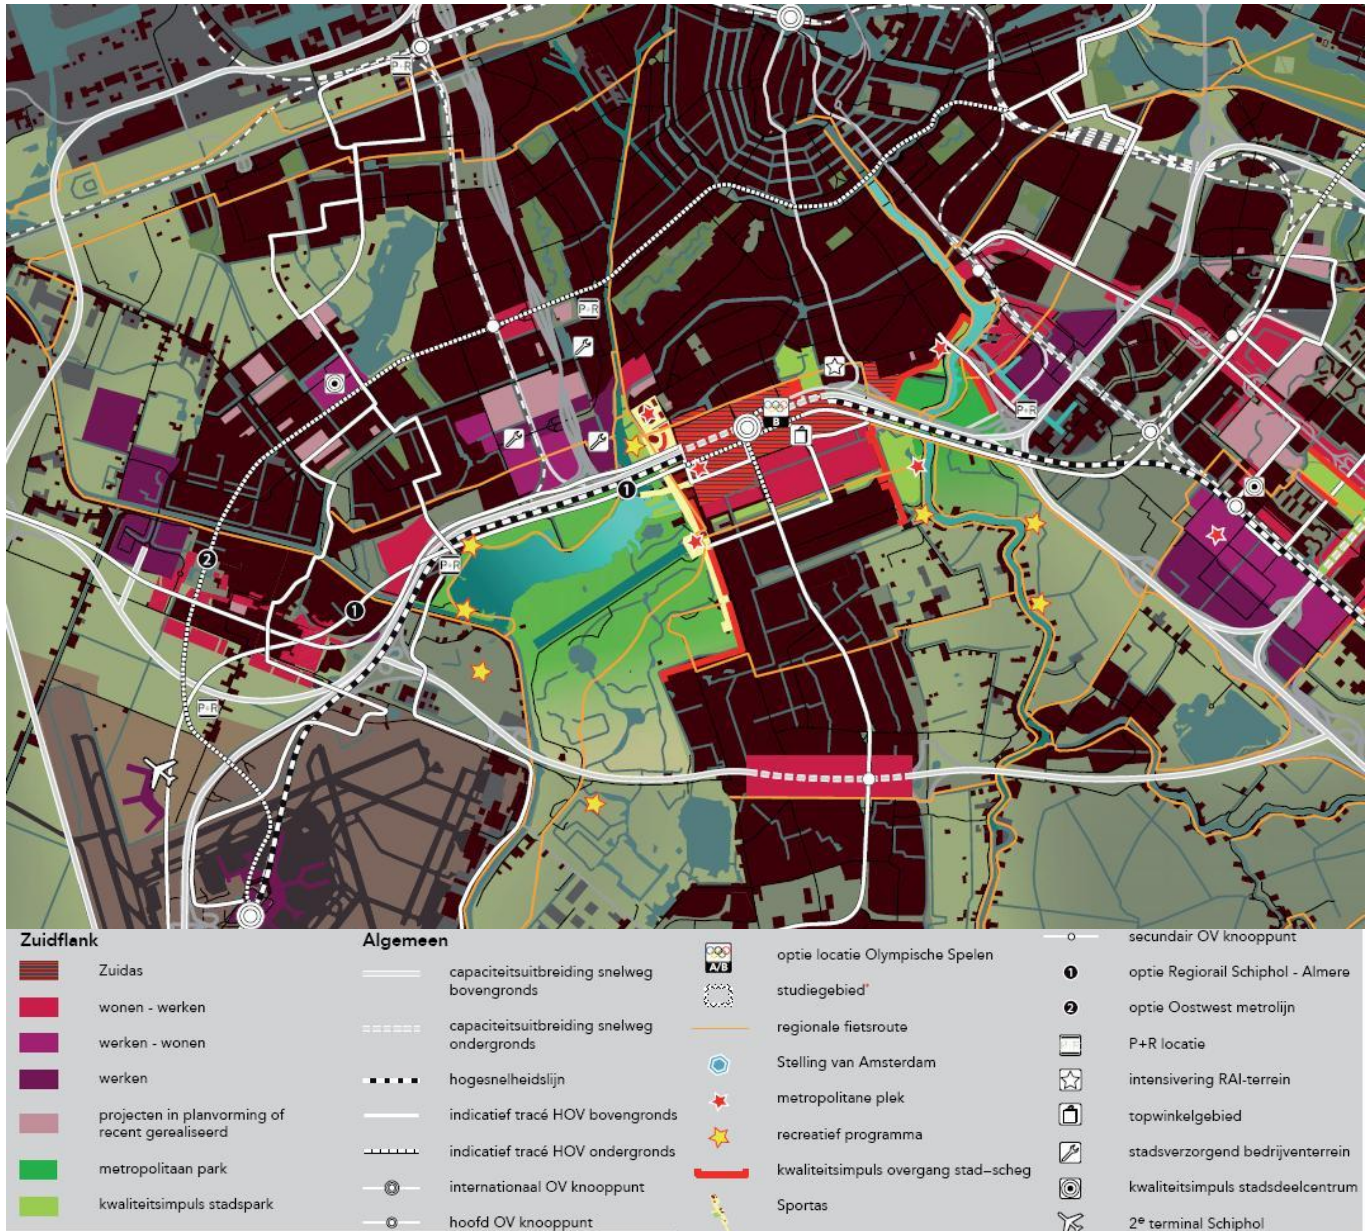 P+R
P+R
B
P+R
1
P+R
2
1
P+R
Zuidflank
Zuidas
wonen - werken
werken - wonen
werken
projecten in planvorming of
recent gerealiseerd
metropolitaan park
kwaliteitsimpuls stadspark
Algemeen
capaciteitsuitbreiding snelweg
bovengronds
capaciteitsuitbreiding snelweg
ondergronds
hogesnelheidslijn
indicatief tracé HOV bovengronds
indicatief tracé HOV ondergronds
internationaal OV knooppunt
hoofd OV knooppunt
A/B
optie locatie Olympische Spelen
studiegebied*
regionale fietsroute
Stelling van Amsterdam
metropolitane plek
recreatief programma
kwaliteitsimpuls overgang stad–scheg
Sportas
secundair OV knooppunt
1 optie Regiorail Schiphol - Almere
2 optie Oostwest metrolijn
P+R locatie
intensivering RAI-terrein
topwinkelgebied
stadsverzorgend bedrijventerrein
kwaliteitsimpuls stadsdeelcentrum
2e terminal Schiphol